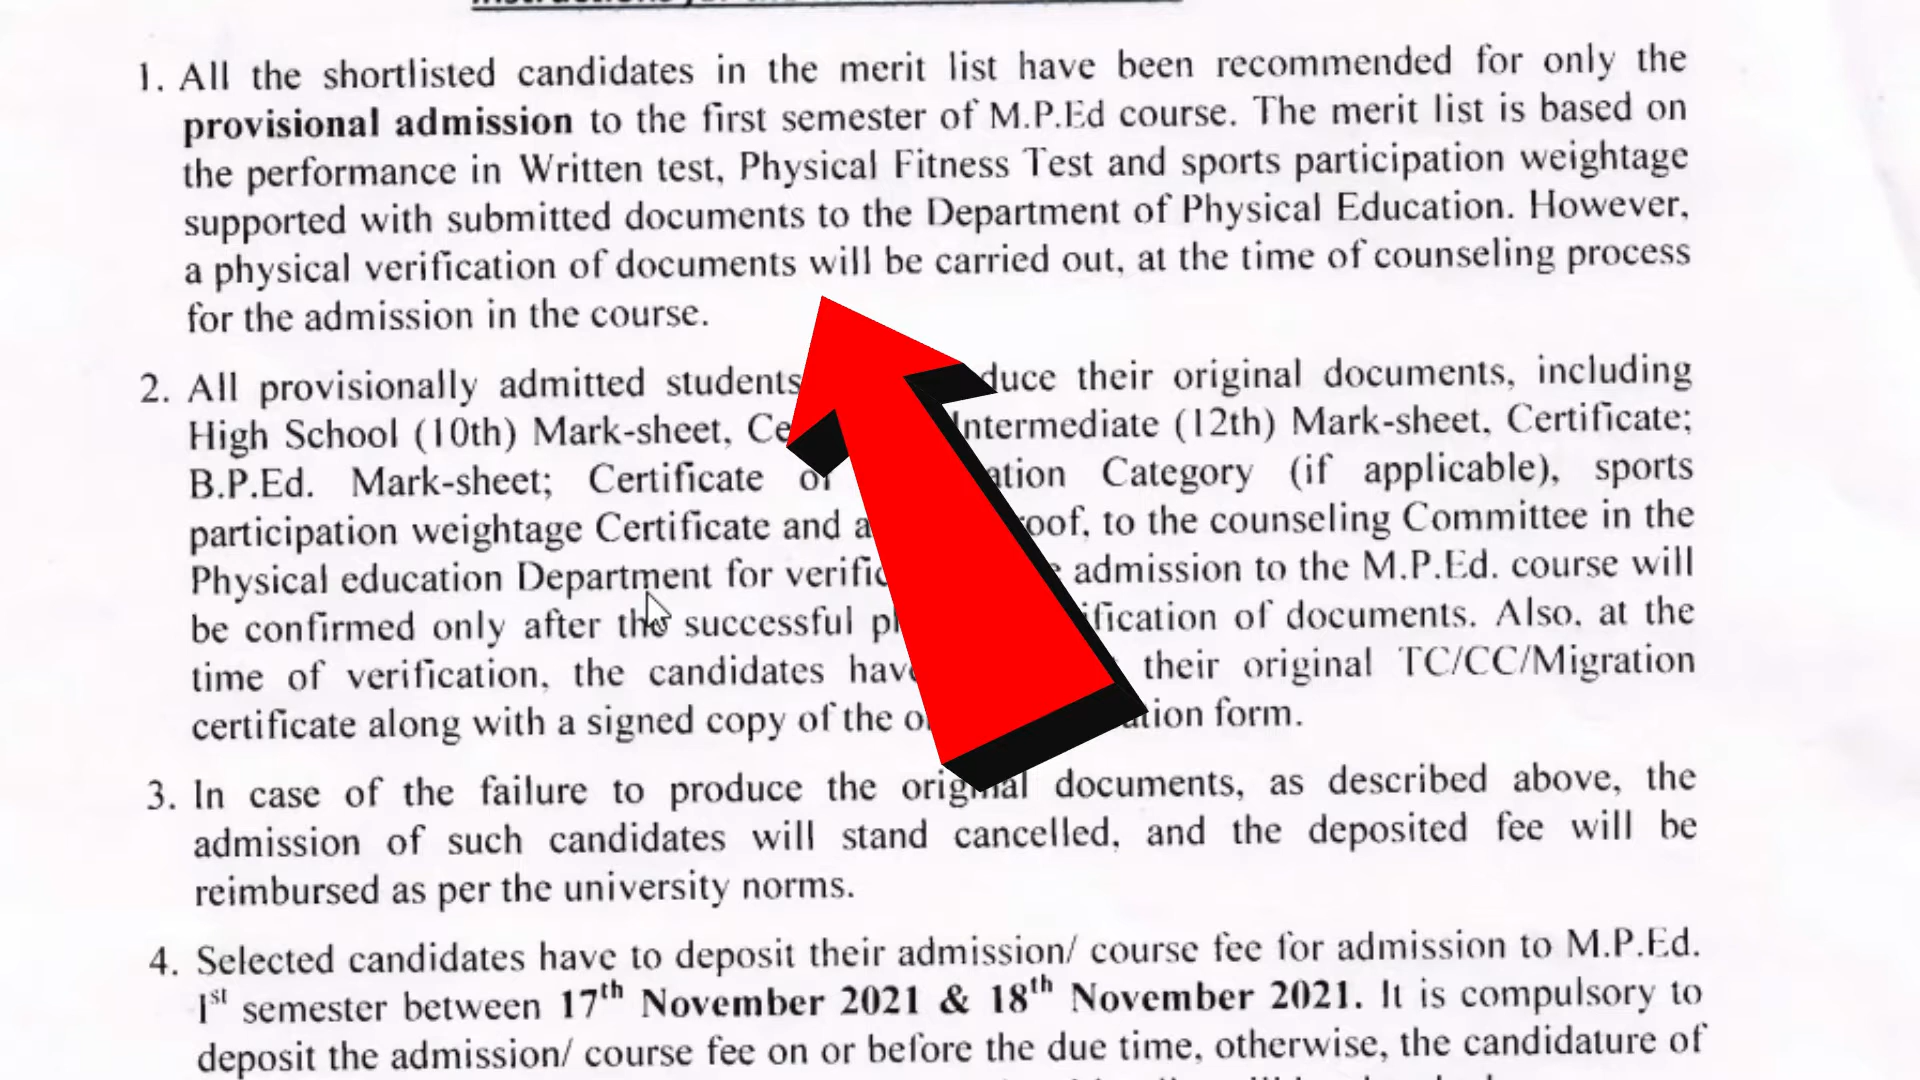 1. All the shortlisted candidates in the merit list have been recommended for only the
provisional admission to the first semester of M.P.Ed course. The merit list is based on
the performance in Written test, Physical Fitness Test and sports participation weightage
supported with submitted documents to the Department of Physical Education. However,
a physical verification of documents will be carried out, at the time of counseling process
for the admission in the course.
2. All provisionally admitted students their original documents, including
High School (10th) Mark-sheet, Intermediate (12th) Mark-sheet, Certificate;
B.P.Ed. Mark-sheet; Certificate Category (if applicable), sports
participation weightage Certificate and to the counseling Committee in the
Physical education Department for admission to the M.P.Ed. course will
be confirmed only after the successful of documents. Also, at the
time of verification, the candidates their original TC/CC/Migration
certificate along with a signed copy of the form.
3. In case of the failure to produce the original documents, as described above, the
admission of such candidates will stand cancelled, and the deposited fee will be
reimbursed as per the university norms.
4. Selected candidates have to deposit their admission/ course fee for admission to M.P.Ed.
1st semester between 17th November 2021 & 18th November 2021. It is compulsory to
deposit the admission/ course fee on or before the due time, otherwise, the candidature of